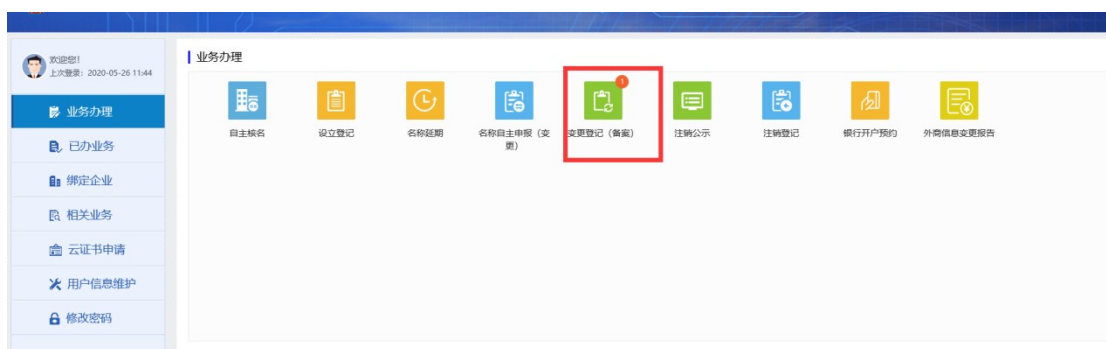 欢迎您!
上次登录: 2020-05-26 11:44
业务办理
已办业务
绑定企业
相关业务
云证书申请
用户信息维护
修改密码
业务办理
自主核名
设立登记
名称延期
名称自主申报（变
更）
1
变更登记（备案）
注销公示
注销登记
银行开户预约
外商信息变更报告